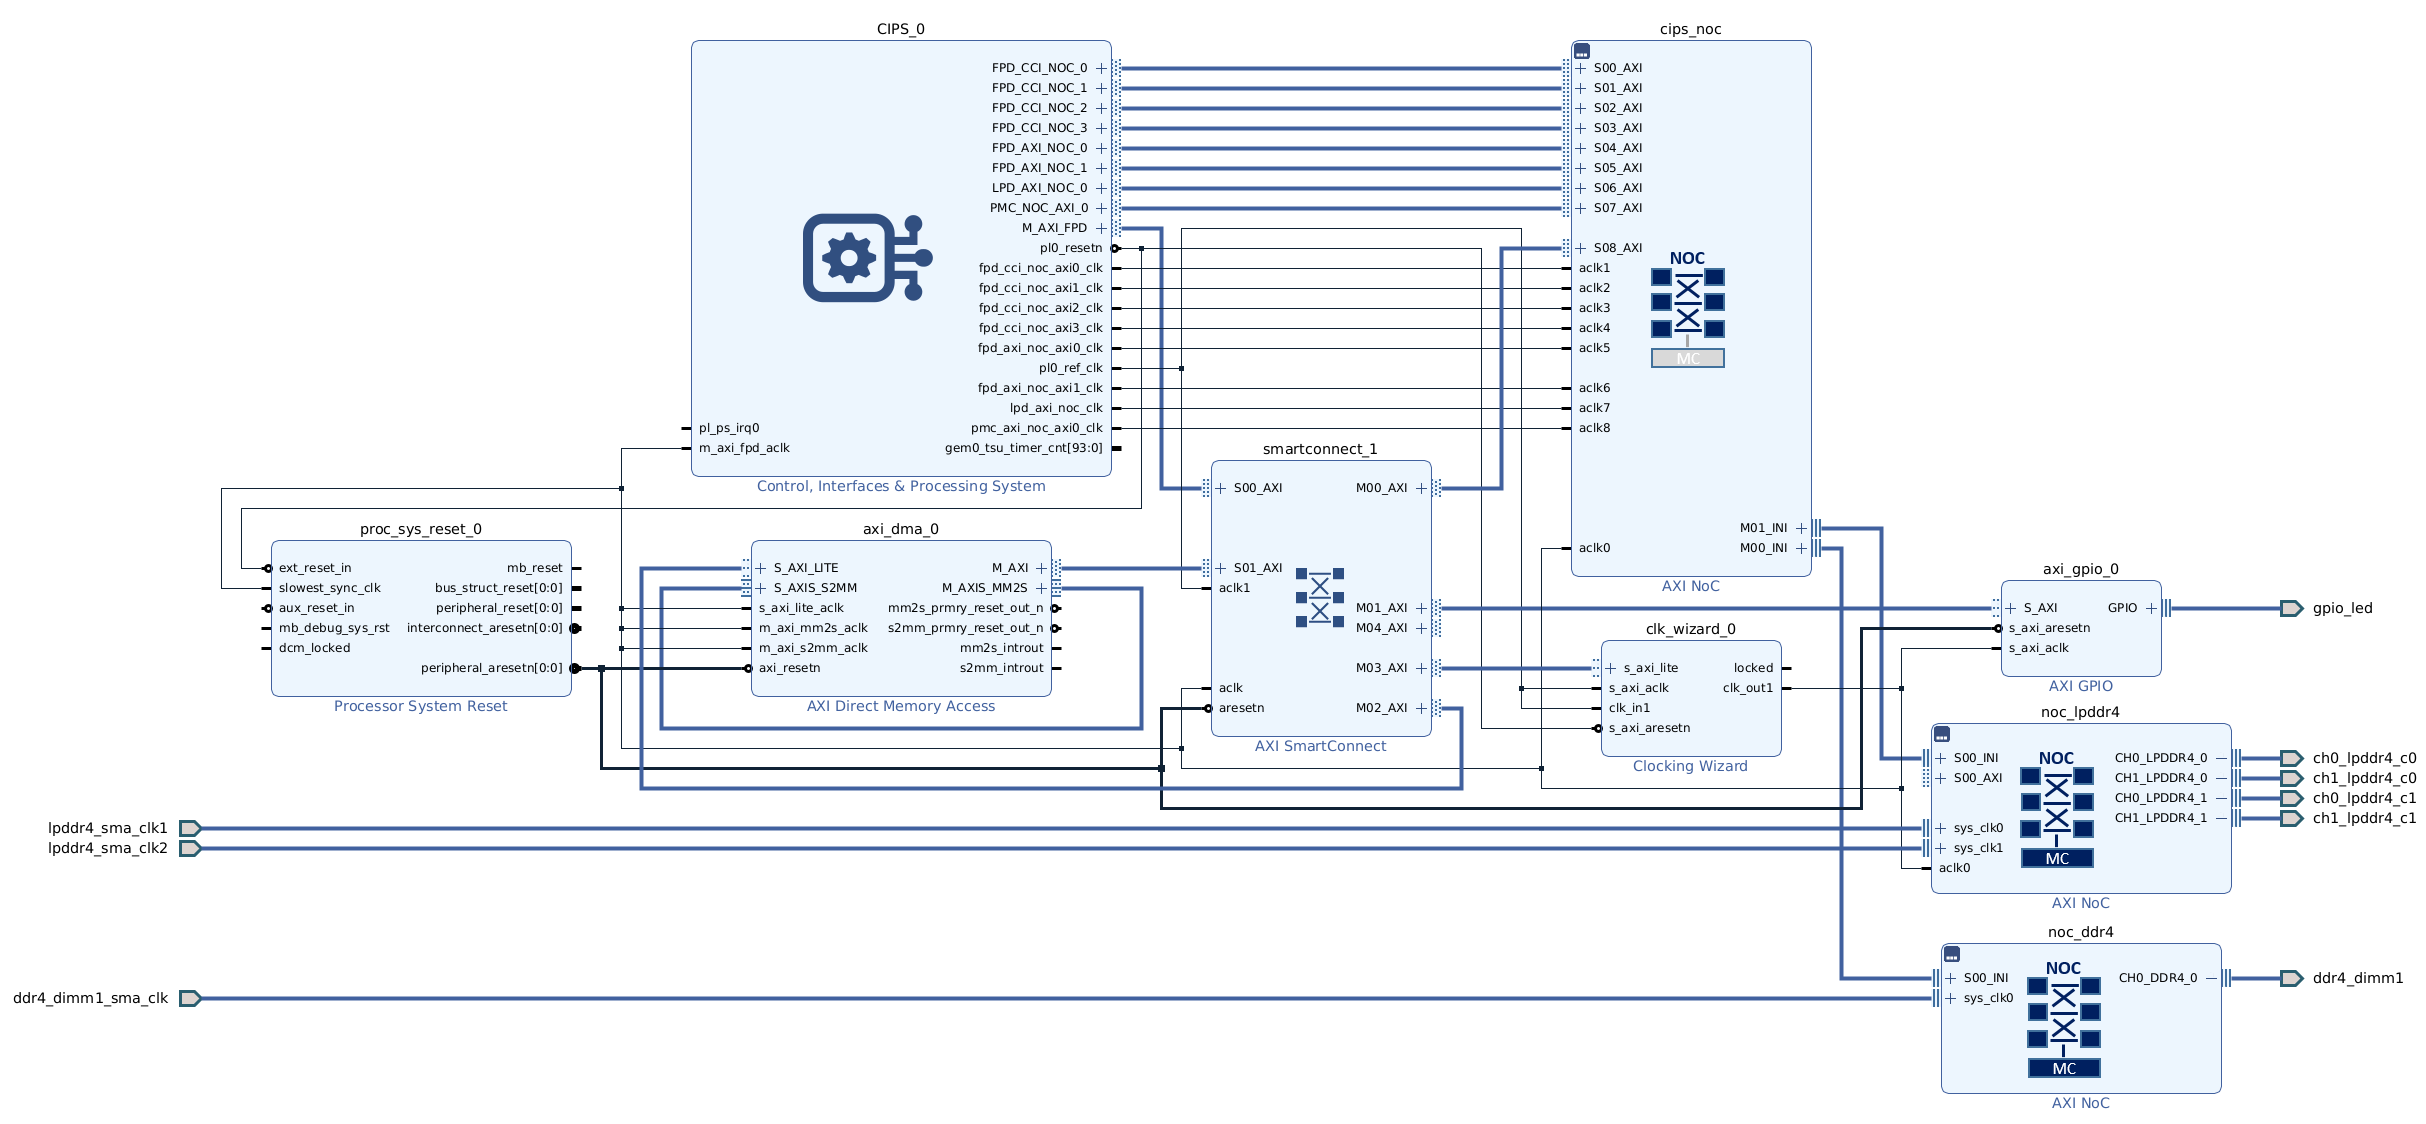 CIPS_0
FPD_CCI_NOC_0
FPD_CCI_NOC_1
FPD_CCI_NOC_2
FPD_CCI_NOC_3
FPD_AXI_NOC_0
FPD_AXI_NOC_1
LPD_AXI_NOC_0
PMC_NOC_AXI_0
M_AXI_FPD
pl0_resetn
fpd_cci_noc_axi0_clk
fpd_cci_noc_axi1_clk
fpd_cci_noc_axi2_clk
fpd_cci_noc_axi3_clk
fpd_axi_noc_axi0_clk
pl0_ref_clk
fpd_axi_noc_axi1_clk
lpd_axi_noc_clk
pl_ps_irq0
pmc_axi_noc_axi0_clk
m_axi_fpd_aclk
gem0_tsu_timer_cnt[93:0]
Control, Interfaces & Processing System
cips_noc
S00_AXI
S01_AXI
S02_AXI
S03_AXI
S04_AXI
S05_AXI
S06_AXI
S07_AXI
S08_AXI
aclk1
aclk2
aclk3
aclk4
aclk5
aclk6
aclk7
aclk8
NOC
MC
M01_INI
aclk0
M00_INI
AXI NoC
proc_sys_reset_0
ext_reset_in
mb_reset
slowest_sync_clk
bus_struct_reset[0:0]
aux_reset_in
peripheral_reset[0:0]
mb_debug_sys_rst
interconnect_aresetn[0:0]
dcm_locked
peripheral_aresetn[0:0]
Processor System Reset
axi_dma_0
S_AXI_LITE
M_AXI
S_AXIS_S2MM
M_AXIS_MM2S
s_axi_lite_aclk
mm2s_prmry_reset_out_n
m_axi_mm2s_aclk
s2mm_prmry_reset_out_n
m_axi_s2mm_aclk
mm2s_introut
axi_resetn
s2mm_introut
AXI Direct Memory Access
smartconnect_1
S00_AXI
M00_AXI
S01_AXI
aclk1
M01_AXI
M04_AXI
M03_AXI
aclk
aresetn
M02_AXI
AXI SmartConnect
clk_wizard_0
s_axi_lite
locked
s_axi_aclk
clk_out1
clk_in1
s_axi_aresetn
Clocking Wizard
axi_gpio_0
S_AXI
GPIO
s_axi_aresetn
s_axi_aclk
AXI GPIO
gpio_led
noc_lpddr4
NOC
S00_INI
CH0_LPDDR4_0
S00_AXI
CH1_LPDDR4_0
CH0_LPDDR4_1
CH1_LPDDR4_1
sys_clk0
sys_clk1
MC
aclk0
AXI NoC
ch0_lpddr4_c0
ch1_lpddr4_c0
ch0_lpddr4_c1
ch1_lpddr4_c1
lpddr4_sma_clk1
lpddr4_sma_clk2
noc_ddr4
NOC
S00_INI
CH0_DDR4_0
sys_clk0
MC
AXI NoC
ddr4_dimm1
ddr4_dimm1_sma_clk